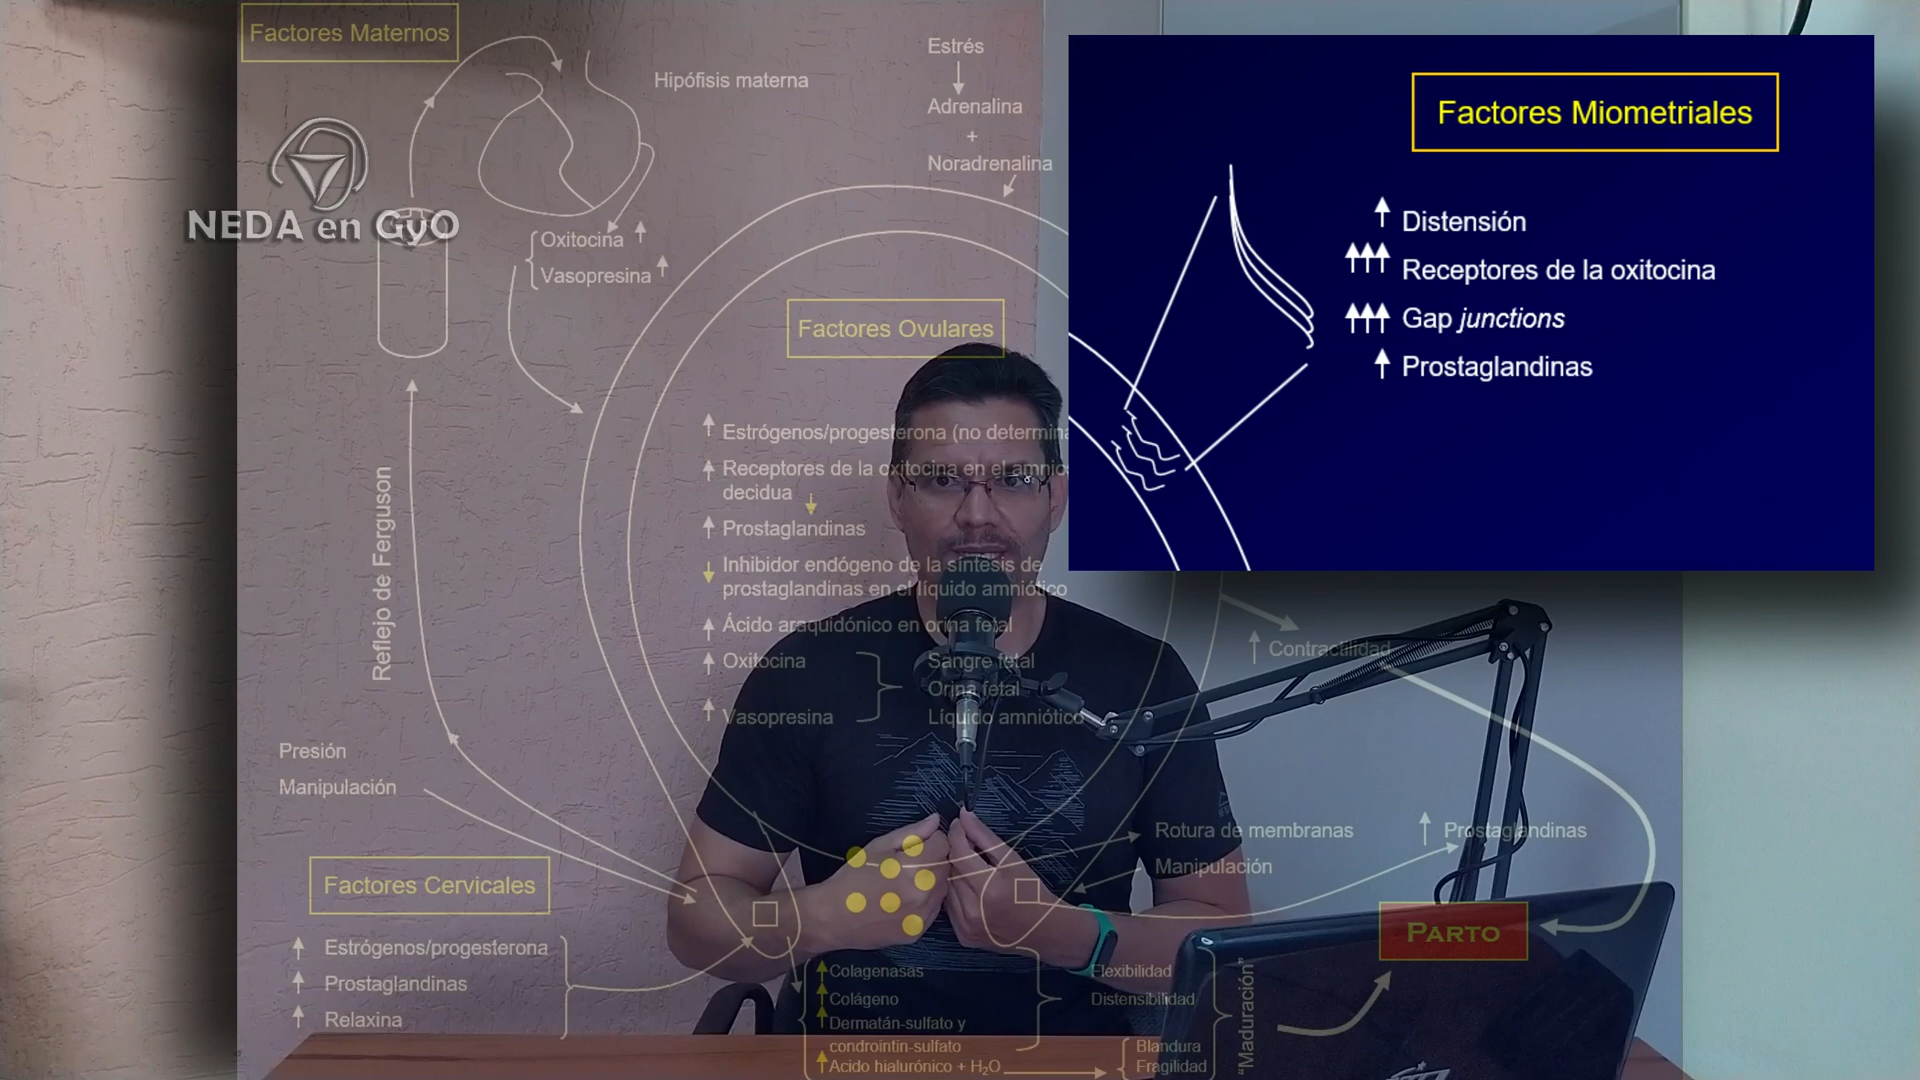 Factores Maternos
Hipófisis materna
Estrés
Adrenalina
+
Noradrenalina
NEDA en GyO
Oxitocina
Vasopresina
Factores Miometriales
Distensión
Receptores de la oxitocina
Gap junctions
Prostaglandinas
Factores Ovulares
Estrógenos/progesterona (no
Receptores de la oxitocina en el
decidua
Prostaglandinas
Inhibidor endógeno de la síntesis de
prostaglandinas en el líquido amniótico
Ácido araquidónico en orina fetal
Oxitocina
Vasopresina
Sangre fetal
Orina fetal
Líquido amniótico
Reflejo de Ferguson
Contractilidad
Presión
Manipulación
Rotura de membranas
Manipulación
Prostaglandinas
Factores Cervicales
Estrógenos/progesterona
Prostaglandinas
Relaxina
Colagenasas
Colágeno
Dermatán-sulfato y
condrointin-sulfato
Acido hialurónico + H₂O
Flexibilidad
Distensibilidad
Blandura
Fragilidad
"Maduración"
PARTO